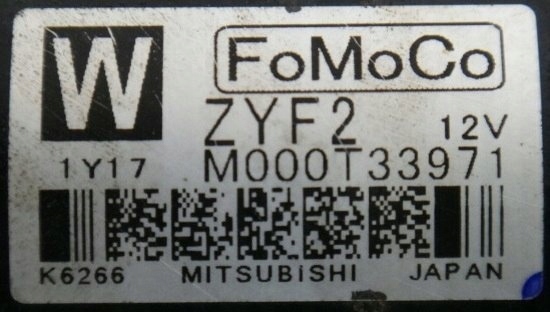 W FoMoCo
ZYF2 12V
1Y17 M000T33971
K6266 MITSUBiSHI JAPAN